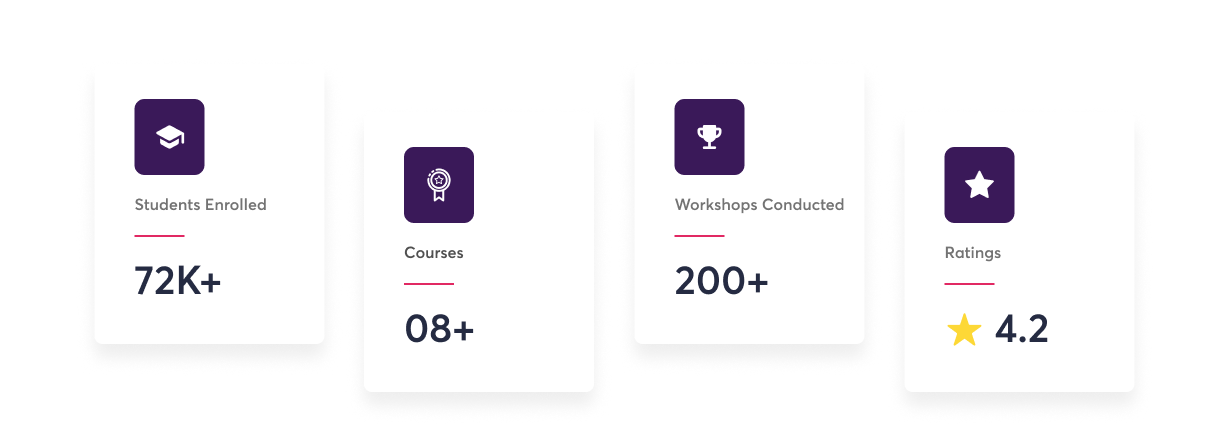 Students Enrolled
72K+
Courses
08+
Workshops Conducted
200+
Ratings
4.2